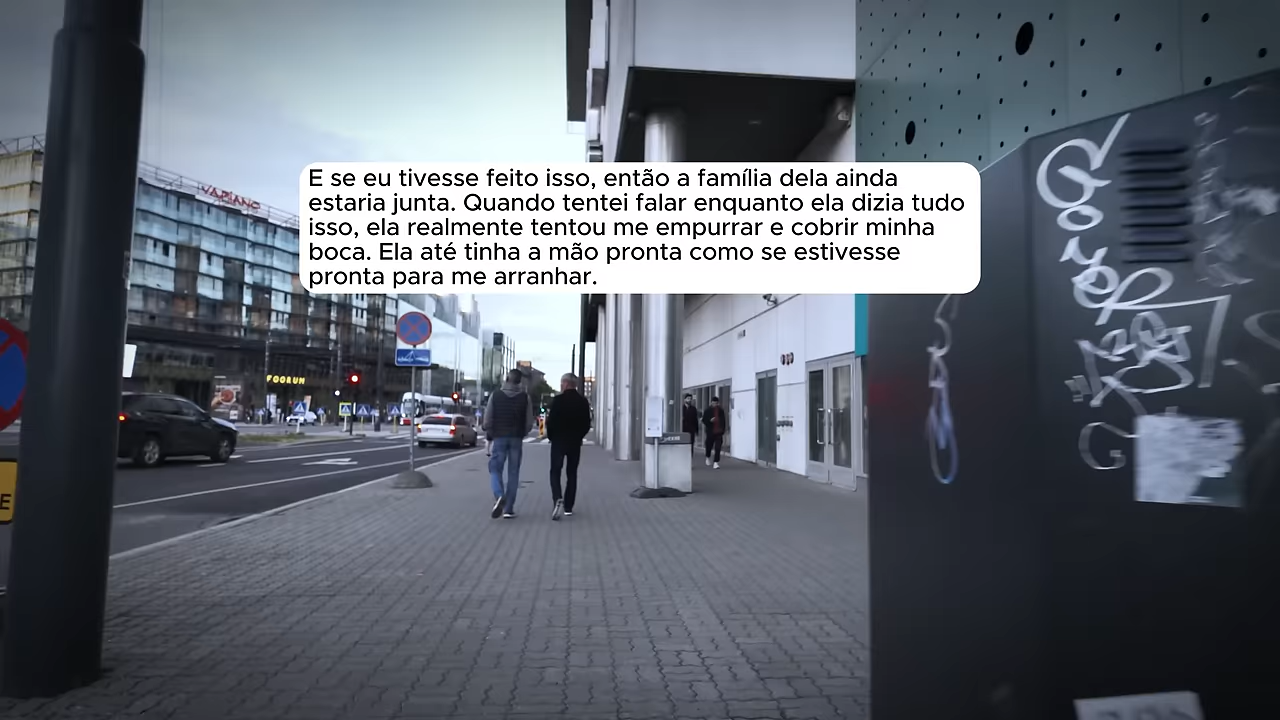 E se eu tivesse feito isso, então a família dela ainda
estaria junta. Quando tentei falar enquanto ela dizia tudo
isso, ela realmente tentou me empurrar e cobrir minha
boca. Ela até tinha a mão pronta como se estivesse
pronta para me arranhar.
VAPIANO
FOORUM
E